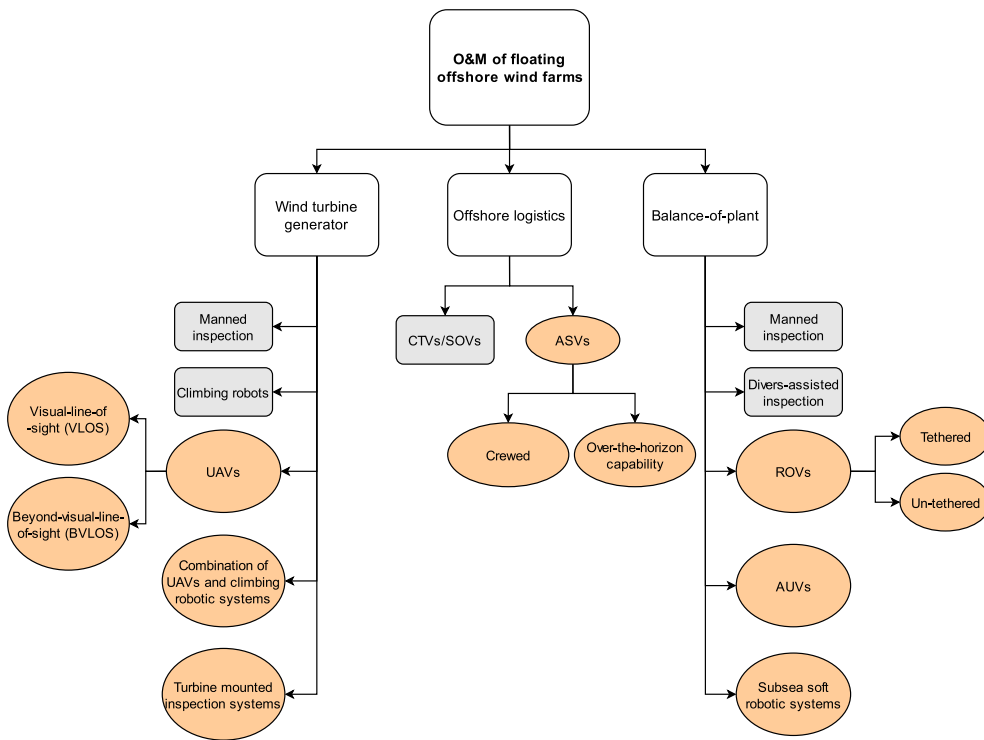 O&M of floating
offshore wind farms
Wind turbine
generator
Offshore logistics
Balance-of-plant
Manned
inspection
Climbing robots
Visual-line-of
-sight (VLOS)
UAVs
Beyond-visual-line-
of-sight (BVLOS)
Combination of
UAVs and climbing
robotic systems
Turbine mounted
inspection systems
CTVs/SOVs
ASVs
Crewed
Over-the-horizon
capability
Manned
inspection
Divers-assisted
inspection
ROVs
Tethered
Un-tethered
AUVs
Subsea soft
robotic systems